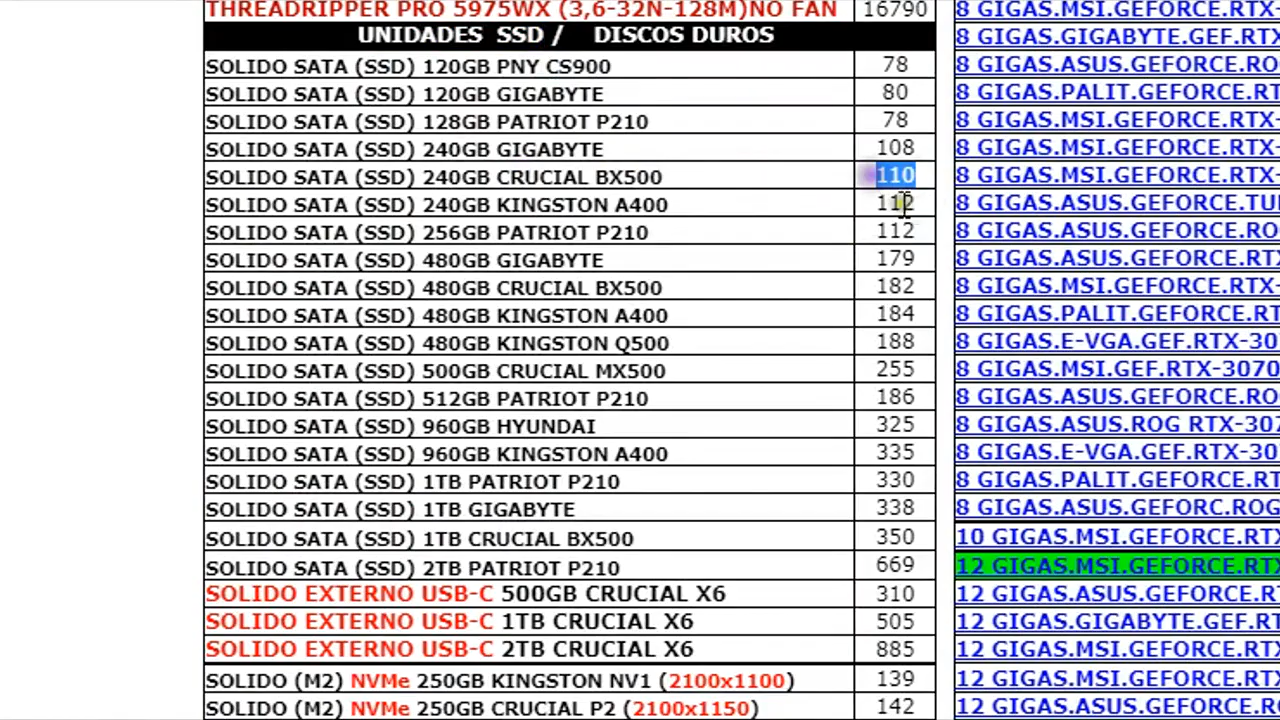 THREADRIPPER PRO 5975WX (3,6-32N-128M)NO FAN 16790
UNIDADES SSD / DISCOS DUROS
SOLIDO SATA (SSD) 120GB PNY CS900 78
SOLIDO SATA (SSD) 120GB GIGABYTE 80
SOLIDO SATA (SSD) 128GB PATRIOT P210 78
SOLIDO SATA (SSD) 240GB GIGABYTE 108
SOLIDO SATA (SSD) 240GB CRUCIAL BX500 110
SOLIDO SATA (SSD) 240GB KINGSTON A400 112
SOLIDO SATA (SSD) 256GB PATRIOT P210 112
SOLIDO SATA (SSD) 480GB GIGABYTE 179
SOLIDO SATA (SSD) 480GB CRUCIAL BX500 182
SOLIDO SATA (SSD) 480GB KINGSTON A400 184
SOLIDO SATA (SSD) 480GB KINGSTON Q500 188
SOLIDO SATA (SSD) 500GB CRUCIAL MX500 255
SOLIDO SATA (SSD) 512GB PATRIOT P210 186
SOLIDO SATA (SSD) 960GB HYUNDAI 325
SOLIDO SATA (SSD) 960GB KINGSTON A400 335
SOLIDO SATA (SSD) 1TB PATRIOT P210 330
SOLIDO SATA (SSD) 1TB GIGABYTE 338
SOLIDO SATA (SSD) 1TB CRUCIAL BX500 350
SOLIDO SATA (SSD) 2TB PATRIOT P210 669
SOLIDO EXTERNO USB-C 500GB CRUCIAL X6 310
SOLIDO EXTERNO USB-C 1TB CRUCIAL X6 505
SOLIDO EXTERNO USB-C 2TB CRUCIAL X6 885
SOLIDO (M2) NVMe 250GB KINGSTON NV1 (2100x1100) 139
SOLIDO (M2) NVMe 250GB CRUCIAL P2 (2100x1150) 142
8 GIGAS.MSI.GEFORCE.RTX-
8 GIGAS.GIGABYTE.GEF.RTX
8 GIGAS.ASUS.GEFORCE.RO
8 GIGAS.PALIT.GEFORCE.RT
8 GIGAS.MSI.GEFORCE.RTX-
8 GIGAS.MSI.GEFORCE.RTX-
8 GIGAS.ASUS.GEFORCE.TU
8 GIGAS.ASUS.GEFORCE.RO
8 GIGAS.ASUS.GEFORCE.RTX
8 GIGAS.MSI.GEFORCE.RTX-
8 GIGAS.PALIT.GEFORCE.RT
8 GIGAS.E-VGA.GEF.RTX-30
8 GIGAS.MSI.GEF.RTX-3070
8 GIGAS.ASUS.GEFORCE.RO
8 GIGAS.ASUS.ROG RTX-307
8 GIGAS.E-VGA.GEF.RTX-30
8 GIGAS.PALIT.GEFORCE.RT
8 GIGAS.ASUS.GEFORC.ROG
10 GIGAS.MSI.GEFORCE.RTX
12 GIGAS.MSI.GEFORCE.RTX
12 GIGAS.ASUS.GEFORCE.R
12 GIGAS.GIGABYTE.GEF.R
12 GIGAS.MSI.GEFORCE.RTX
12 GIGAS.MSI.GEFORCE.RTX
12 GIGAS.ASUS.GEFORCE.R